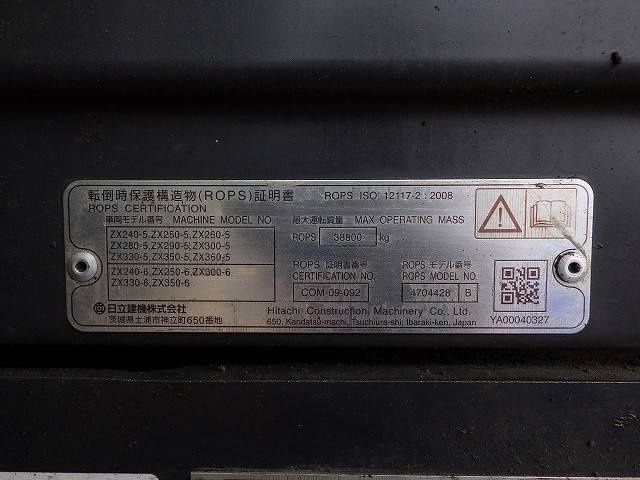 転倒時保護構造物(ROPS)証明書 ROPS ISO 12117-2 : 2008
ROPS CERTIFICATION
車両モデル番号 MACHINE MODEL NO.
ZX240-5,ZX250-5,ZX260-5
ZX280-5,ZX290-5,ZX300-5
ZX330-5,ZX350-5,ZX360-5
ZX240-6,ZX250-6,ZX300-6
ZX330-6,ZX350-6
最大運転質量 MAX OPERATING MASS
ROPS 38800 kg
ROPS 証明書番号
CERTIFICATION NO.
COM-09-092
ROPS モデル番号
ROPS MODEL NO.
4704428 B
日立建機株式会社
茨城県土浦市神立町650番地
Hitachi Construction Machinery Co., Ltd.
650, Kandatsu-machi, Tsuchiura-shi, Ibaraki-ken, Japan
YA00040327